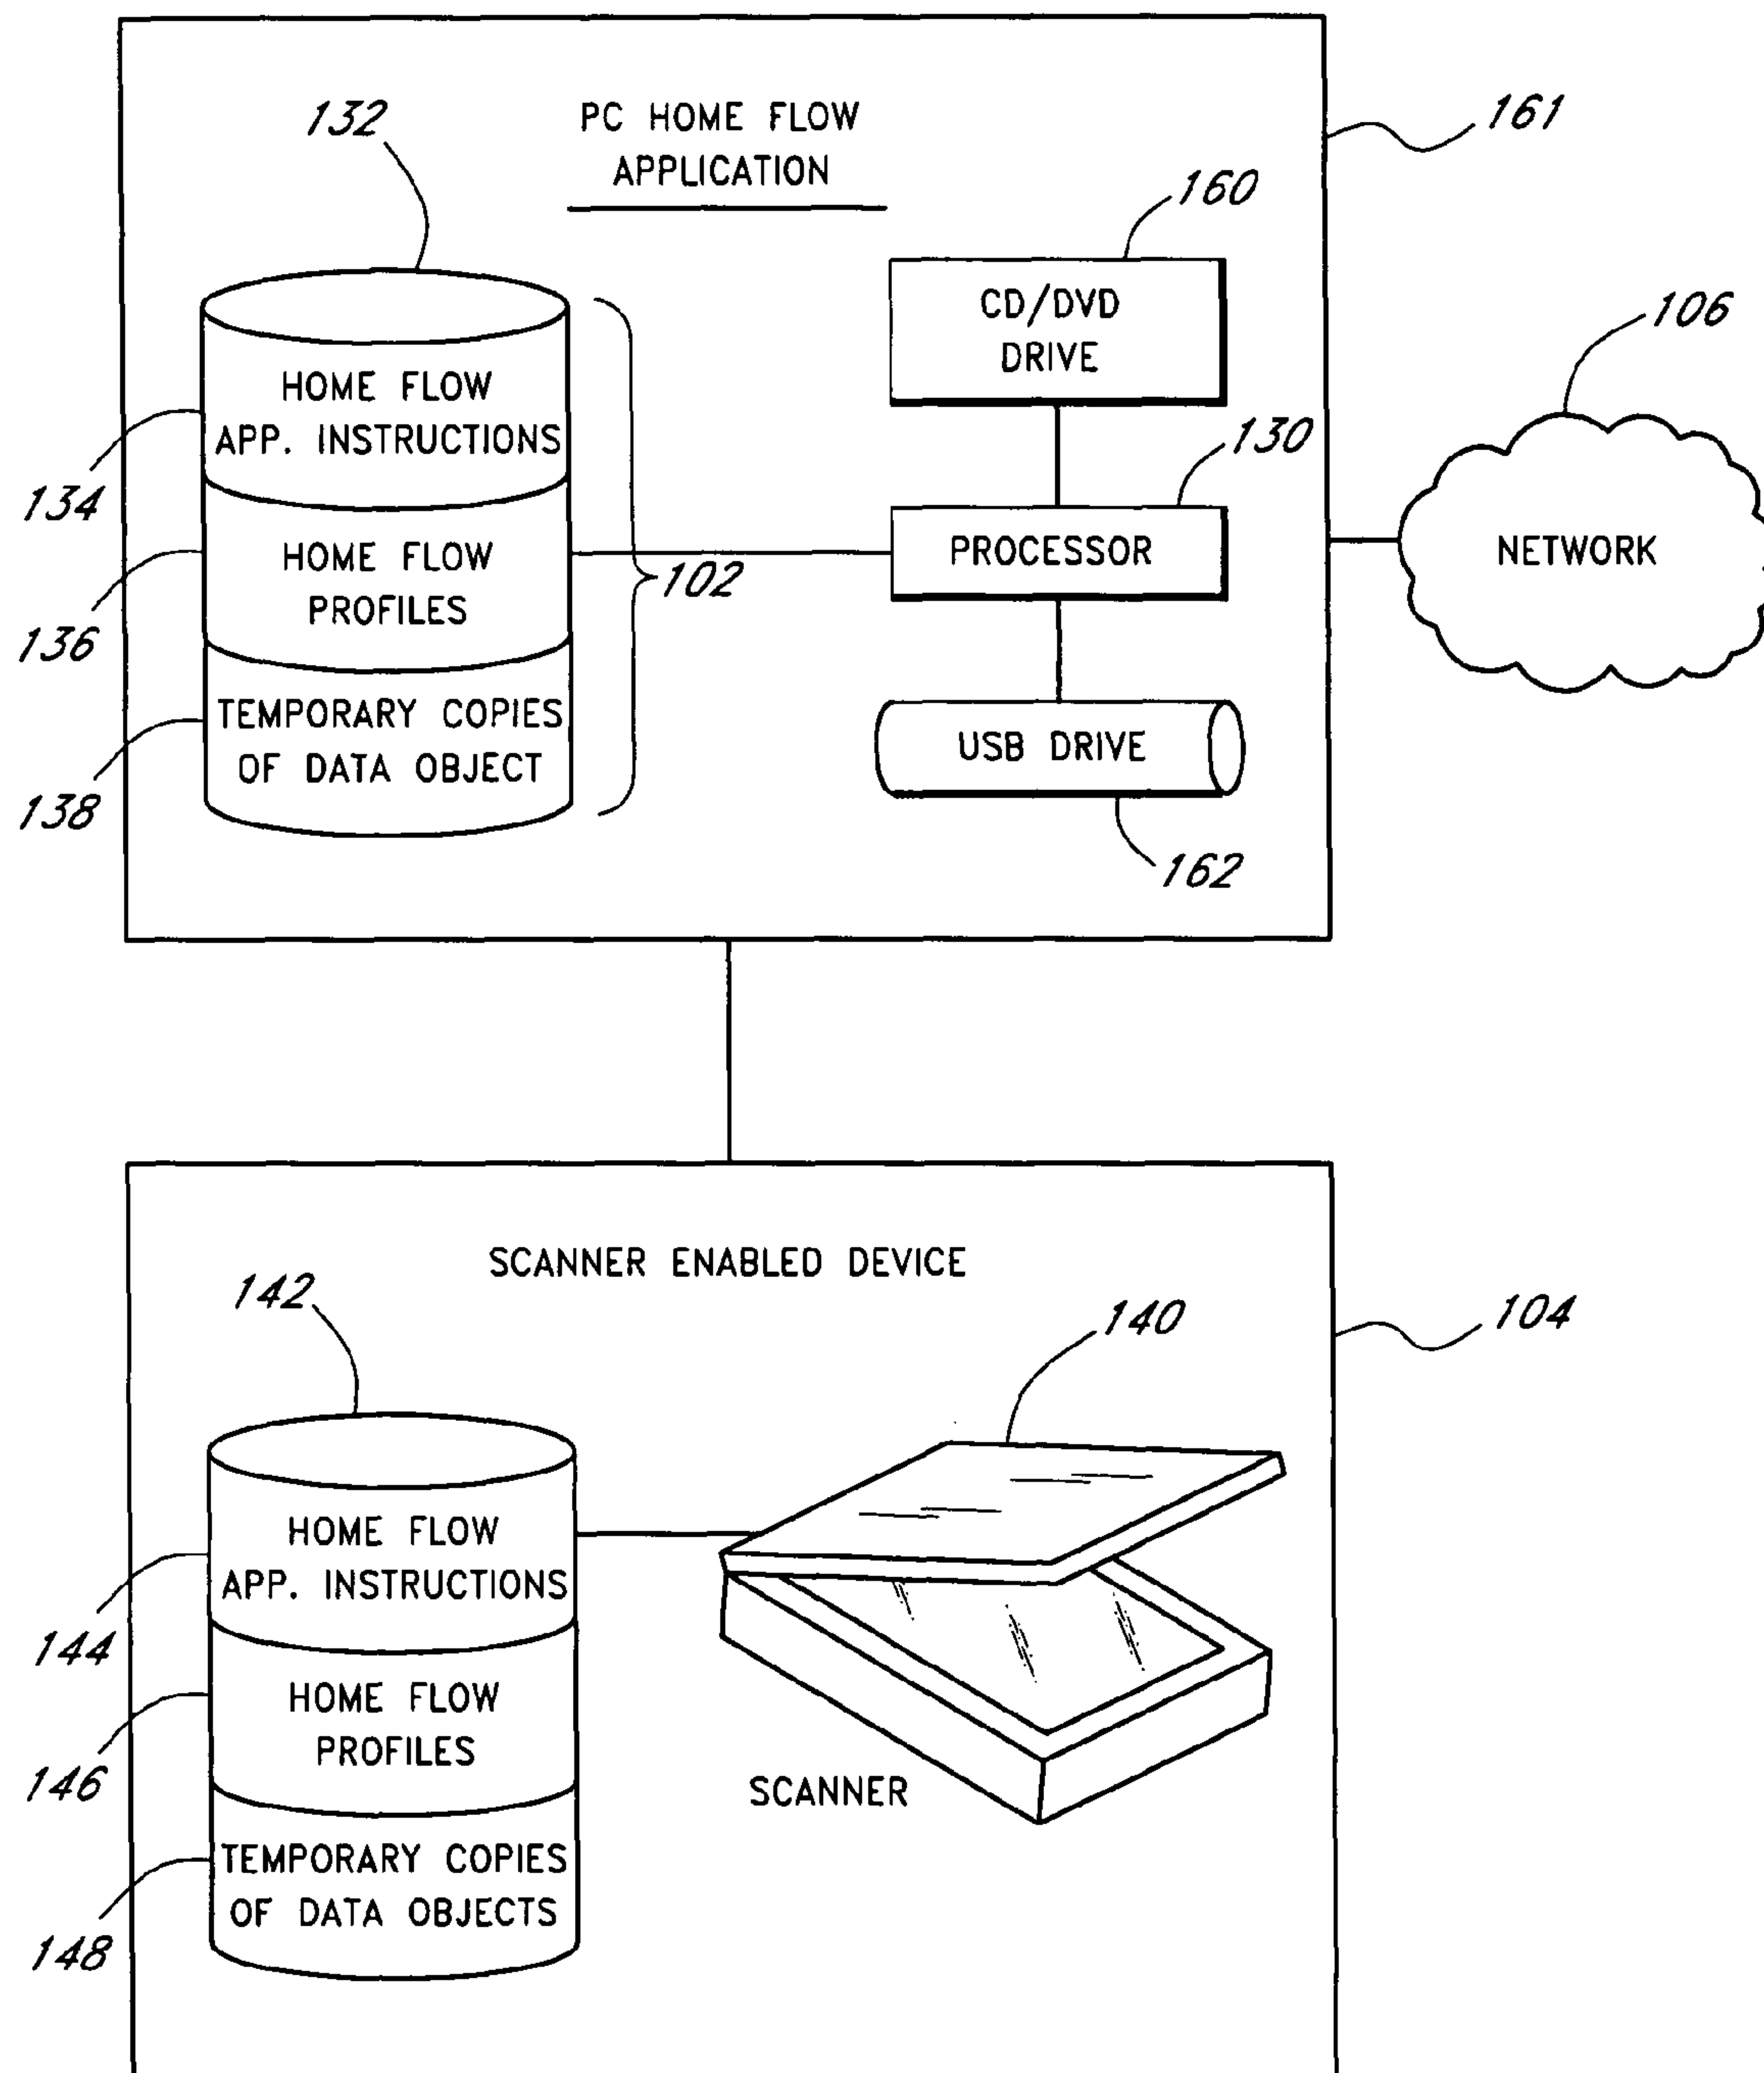 PC HOME FLOW
APPLICATION
132
161
160
CD/DVD
DRIVE
106
HOME FLOW
APP. INSTRUCTIONS
134
130
PROCESSOR
NETWORK
HOME FLOW
PROFILES
102
136
TEMPORARY COPIES
OF DATA OBJECT
138
USB DRIVE
162
SCANNER ENABLED DEVICE
142
140
104
HOME FLOW
APP. INSTRUCTIONS
144
HOME FLOW
PROFILES
146
SCANNER
TEMPORARY COPIES
OF DATA OBJECTS
148